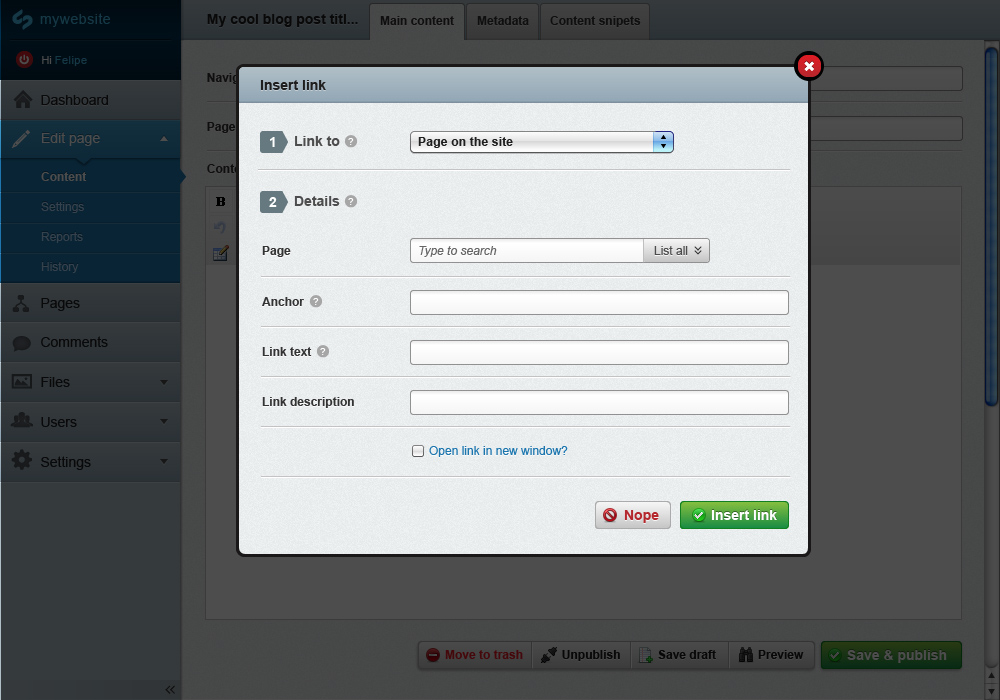 mywebsite
My cool blog post titl...
Main content
Metadata
Content snipets
Hi Felipe
Dashboard
Edit page
Content
Settings
Reports
History
Pages
Comments
Files
Users
Settings
«
Navig
Page
Conte
B
Insert link
1 Link to ?
Page on the site
2 Details ?
Page
Type to search
List all
Anchor ?
Link text ?
Link description
Open link in new window?
Nope
Insert link
Move to trash
Unpublish
Save draft
Preview
Save & publish